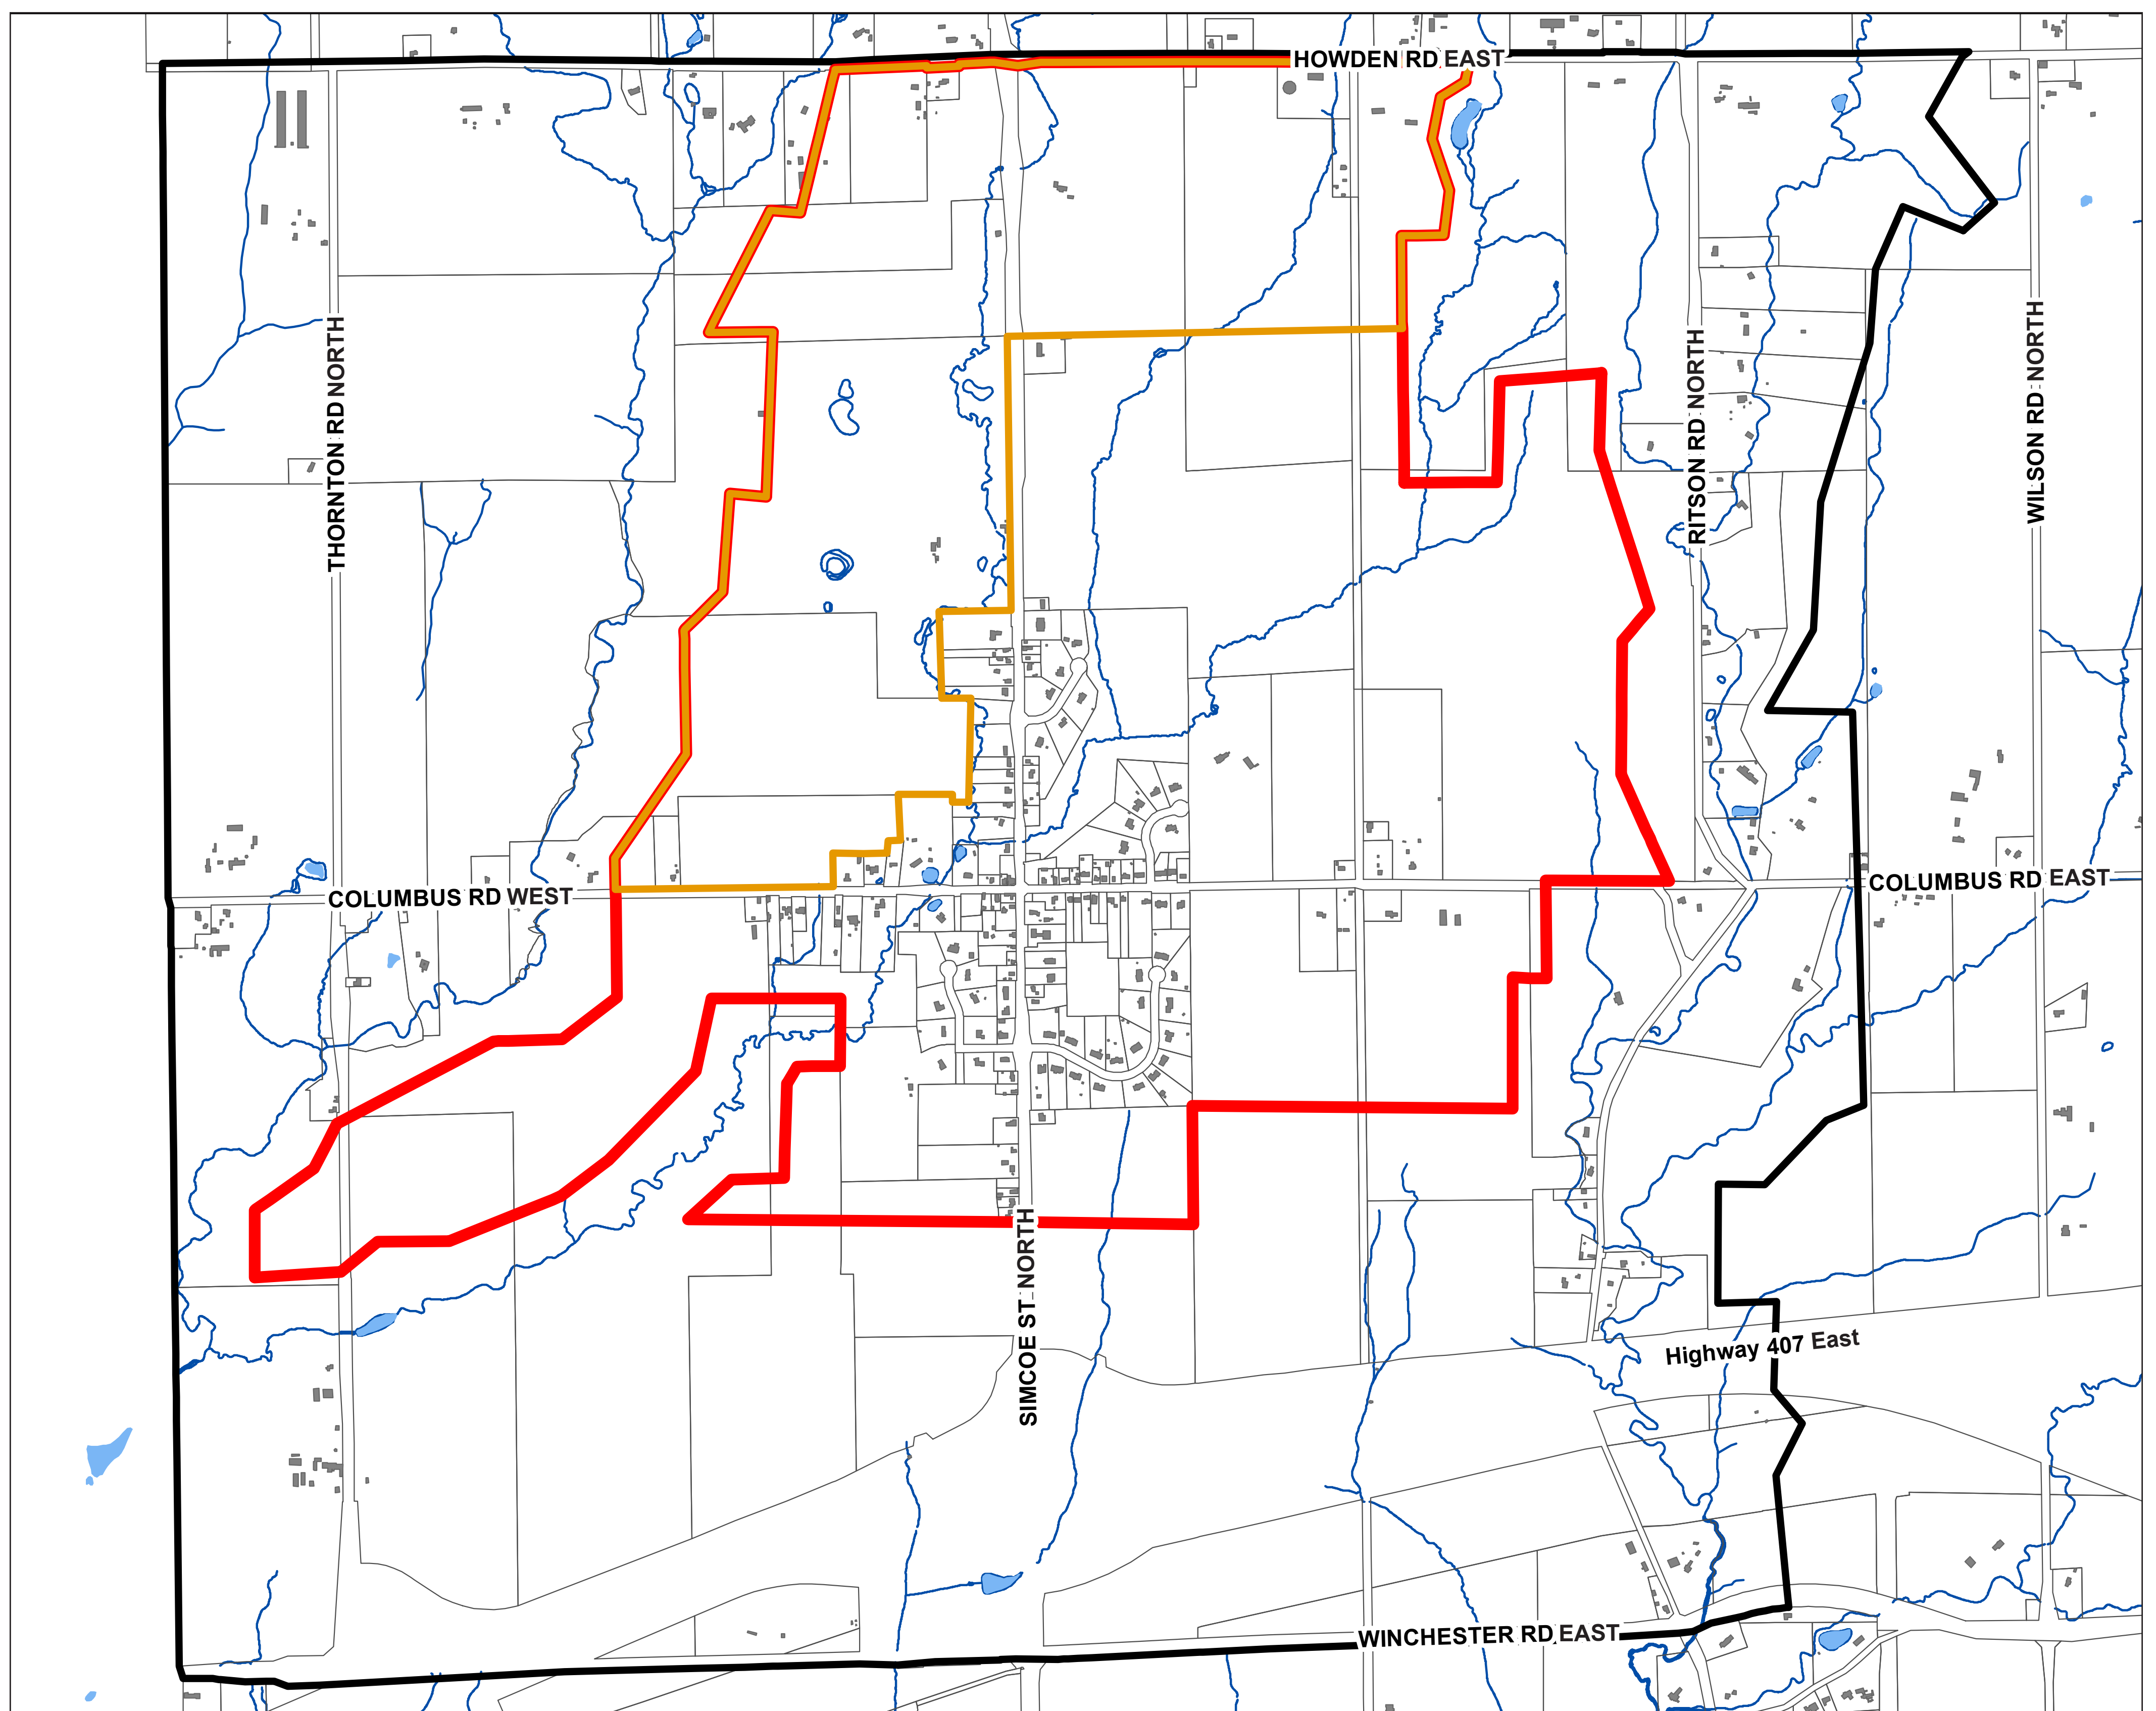 HOWDEN RD EAST
THORNTON RD NORTH
RITSON RD NORTH
WILSON RD NORTH
COLUMBUS RD WEST
COLUMBUS RD EAST
SIMCOE ST NORTH
Highway 407 East
WINCHESTER RD EAST